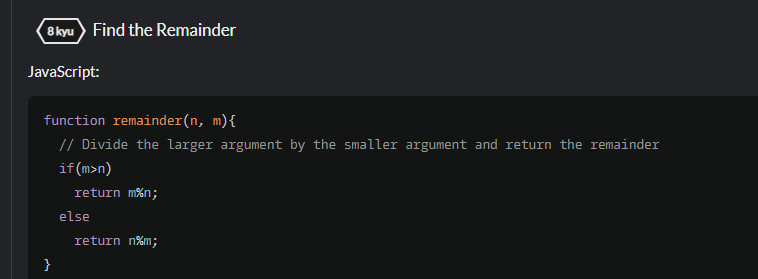 8 kyu Find the Remainder
JavaScript:
function remainder(n, m){
  // Divide the larger argument by the smaller argument and return the remainder
  if(m>n)
    return m%n;
  else
    return n%m;
}